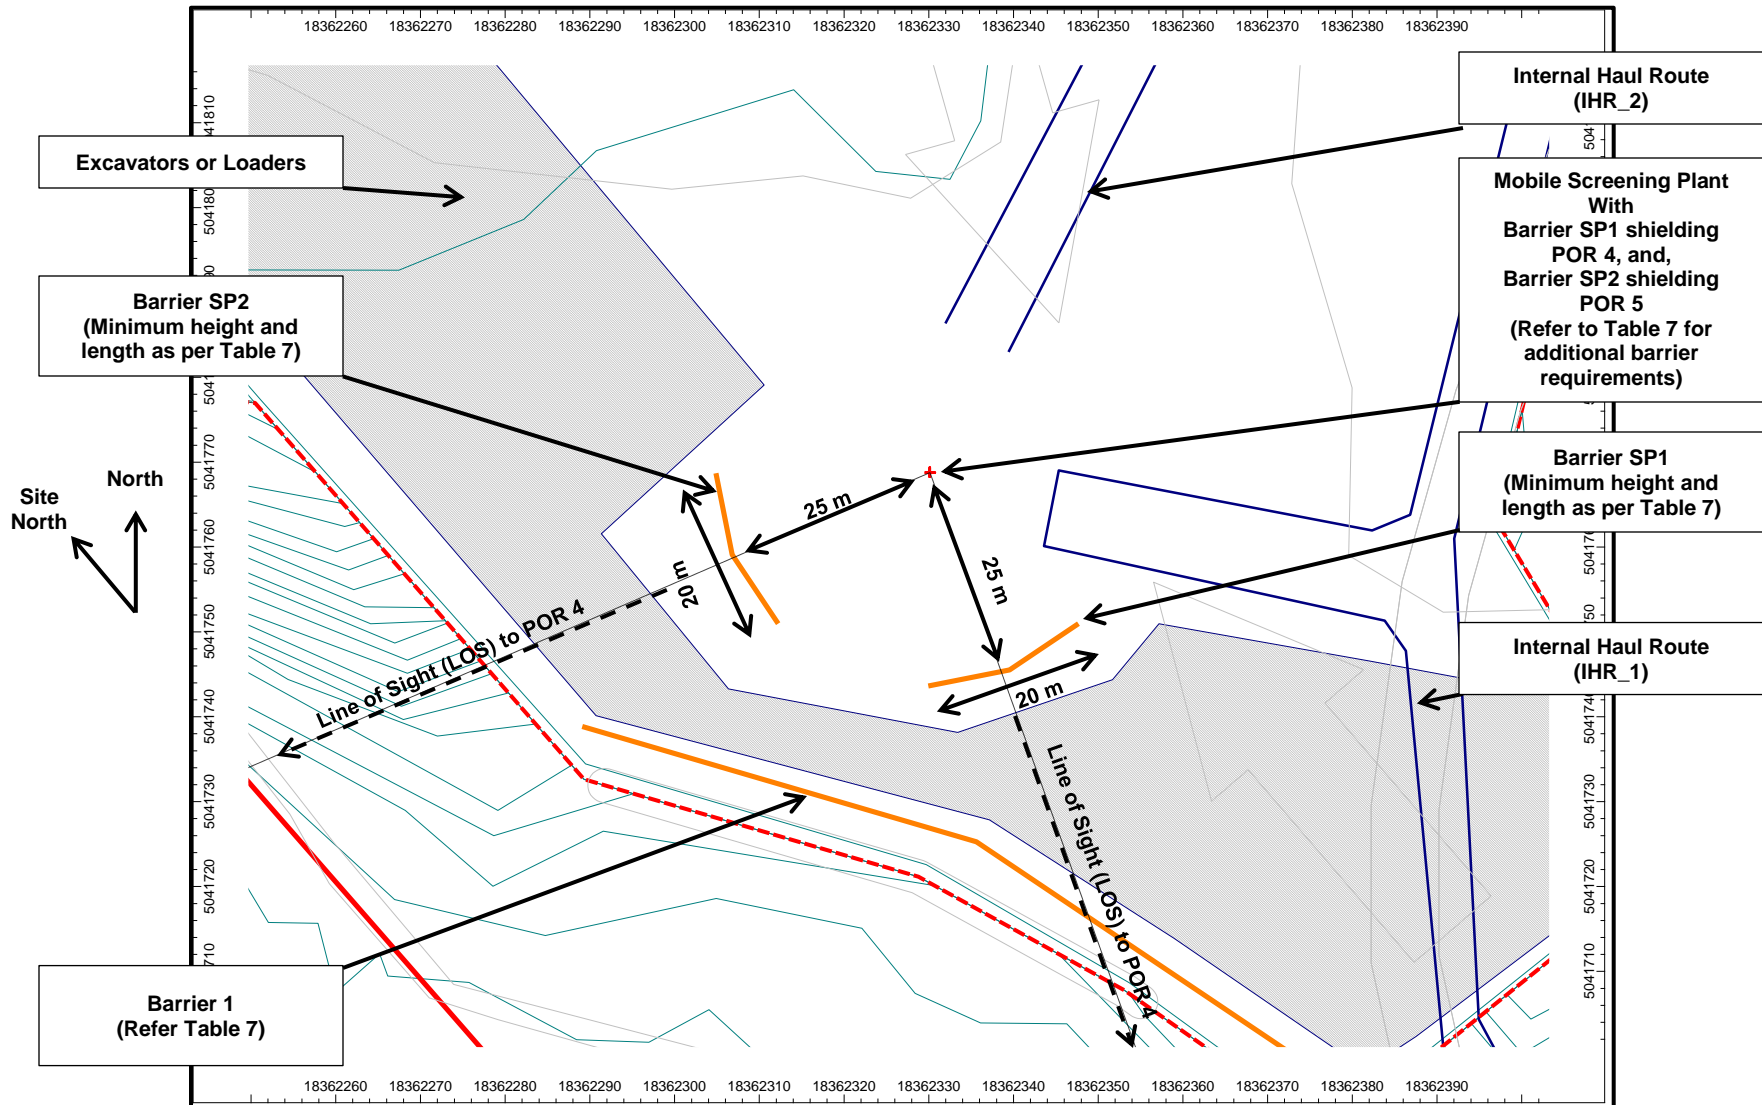 18362260 18362270 18362280 18362290 18362300 18362310 18362320 18362330 18362340 18362350 18362360 18362370 18362380 18362390
Internal Haul Route
(IHR_2)
Excavators or Loaders
Mobile Screening Plant
With
Barrier SP1 shielding
POR 4, and,
Barrier SP2 shielding
POR 5
(Refer to Table 7 for
additional barrier
requirements)
Barrier SP2
(Minimum height and
length as per Table 7)
Barrier SP1
(Minimum height and
length as per Table 7)
North
Site
North
25 m
20 m
25 m
20 m
Line of Sight (LOS) to POR 4
Line of Sight (LOS) to POR 4
Internal Haul Route
(IHR_1)
Barrier 1
(Refer Table 7)
5041770
5041760
5041750
5041740
5041730
5041720
5041740
5041730
5041720
5041710
18362260 18362270 18362280 18362290 18362300 18362310 18362320 18362330 18362340 18362350 18362360 18362370 18362380 18362390